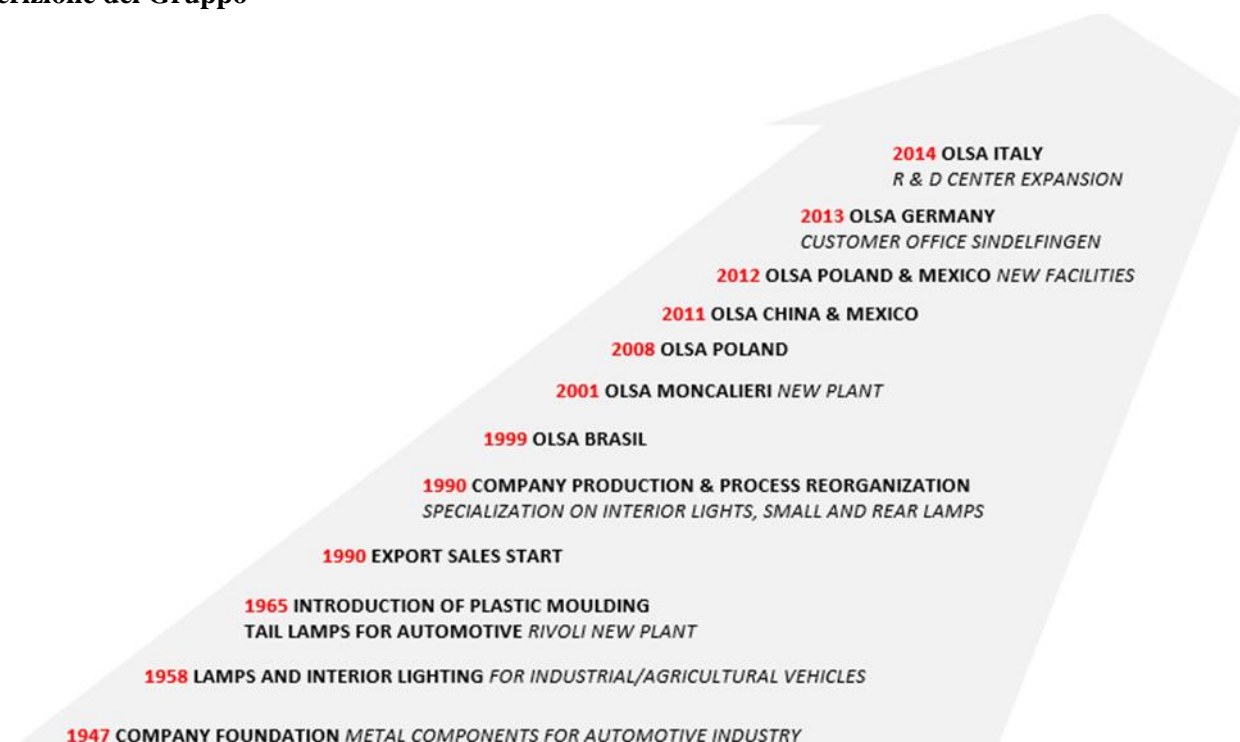 del Gruppo
2014 OLSA ITALY
R & D CENTER EXPANSION
2013 OLSA GERMANY
CUSTOMER OFFICE SINDELFINGEN
2012 OLSA POLAND & MEXICO NEW FACILITIES
2011 OLSA CHINA & MEXICO
2008 OLSA POLAND
2001 OLSA MONCALIERI NEW PLANT
1999 OLSA BRASIL
1990 COMPANY PRODUCTION & PROCESS REORGANIZATION
SPECIALIZATION ON INTERIOR LIGHTS, SMALL AND REAR LAMPS
1990 EXPORT SALES START
1965 INTRODUCTION OF PLASTIC MOULDING
TAIL LAMPS FOR AUTOMOTIVE RIVOLI NEW PLANT
1958 LAMPS AND INTERIOR LIGHTING FOR INDUSTRIAL/AGRICULTURAL VEHICLES
1947 COMPANY FOUNDATION METAL COMPONENTS FOR AUTOMOTIVE INDUSTRY